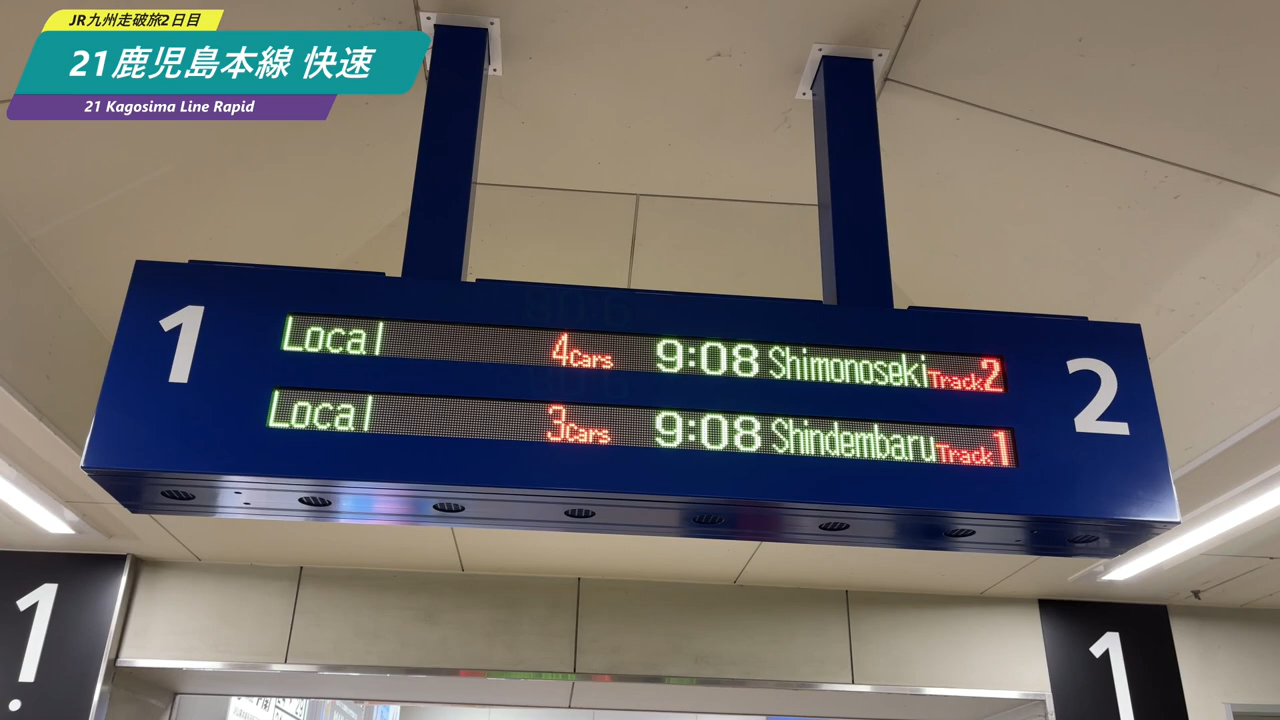 JR九州走破旅2日目
21鹿児島本線 快速
21 Kagosima Line Rapid
1
Local 4Cars 9:08 Shimonoseki Track2
Local 3Cars 9:08 Shindembaru Track1
2
1
1